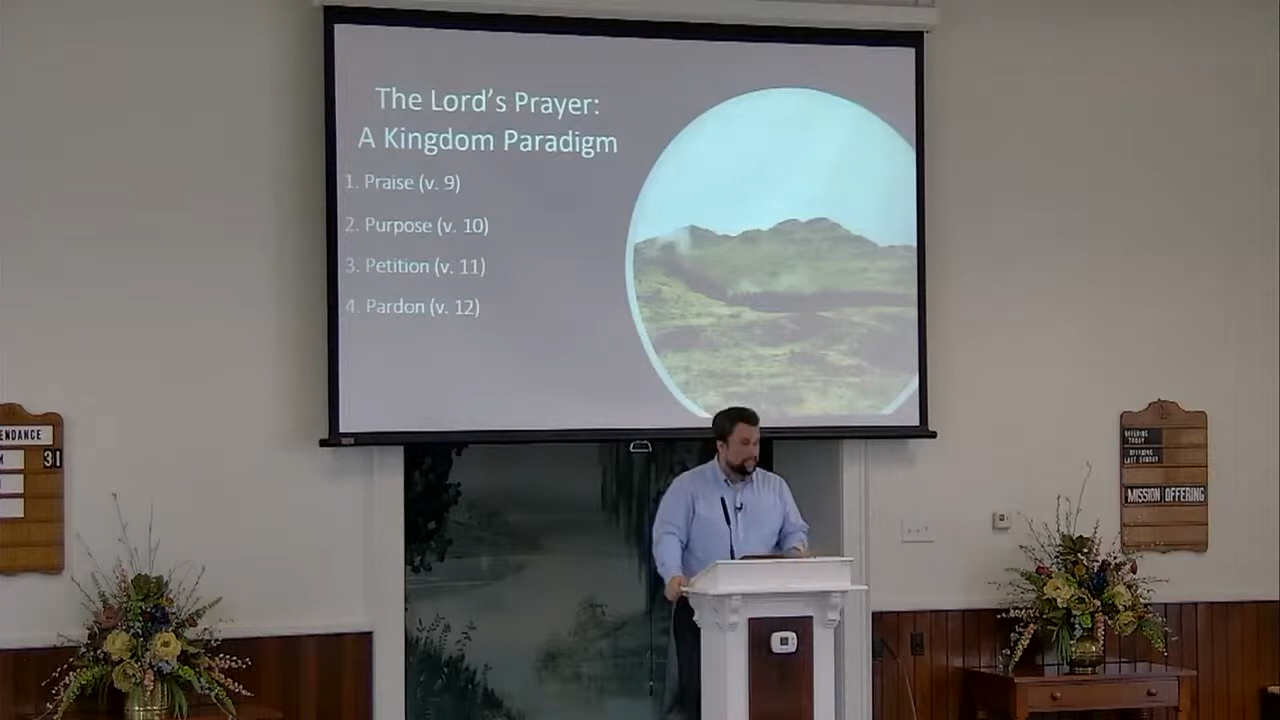 The Lord's Prayer:
A Kingdom Paradigm
1. Praise (v. 9)
2. Purpose (v. 10)
3. Petition (v. 11)
4. Pardon (v. 12)
ENDANCE
31
OFFERING
TODAY
OFFERING
LAST SUNDAY
MISSION OFFERING